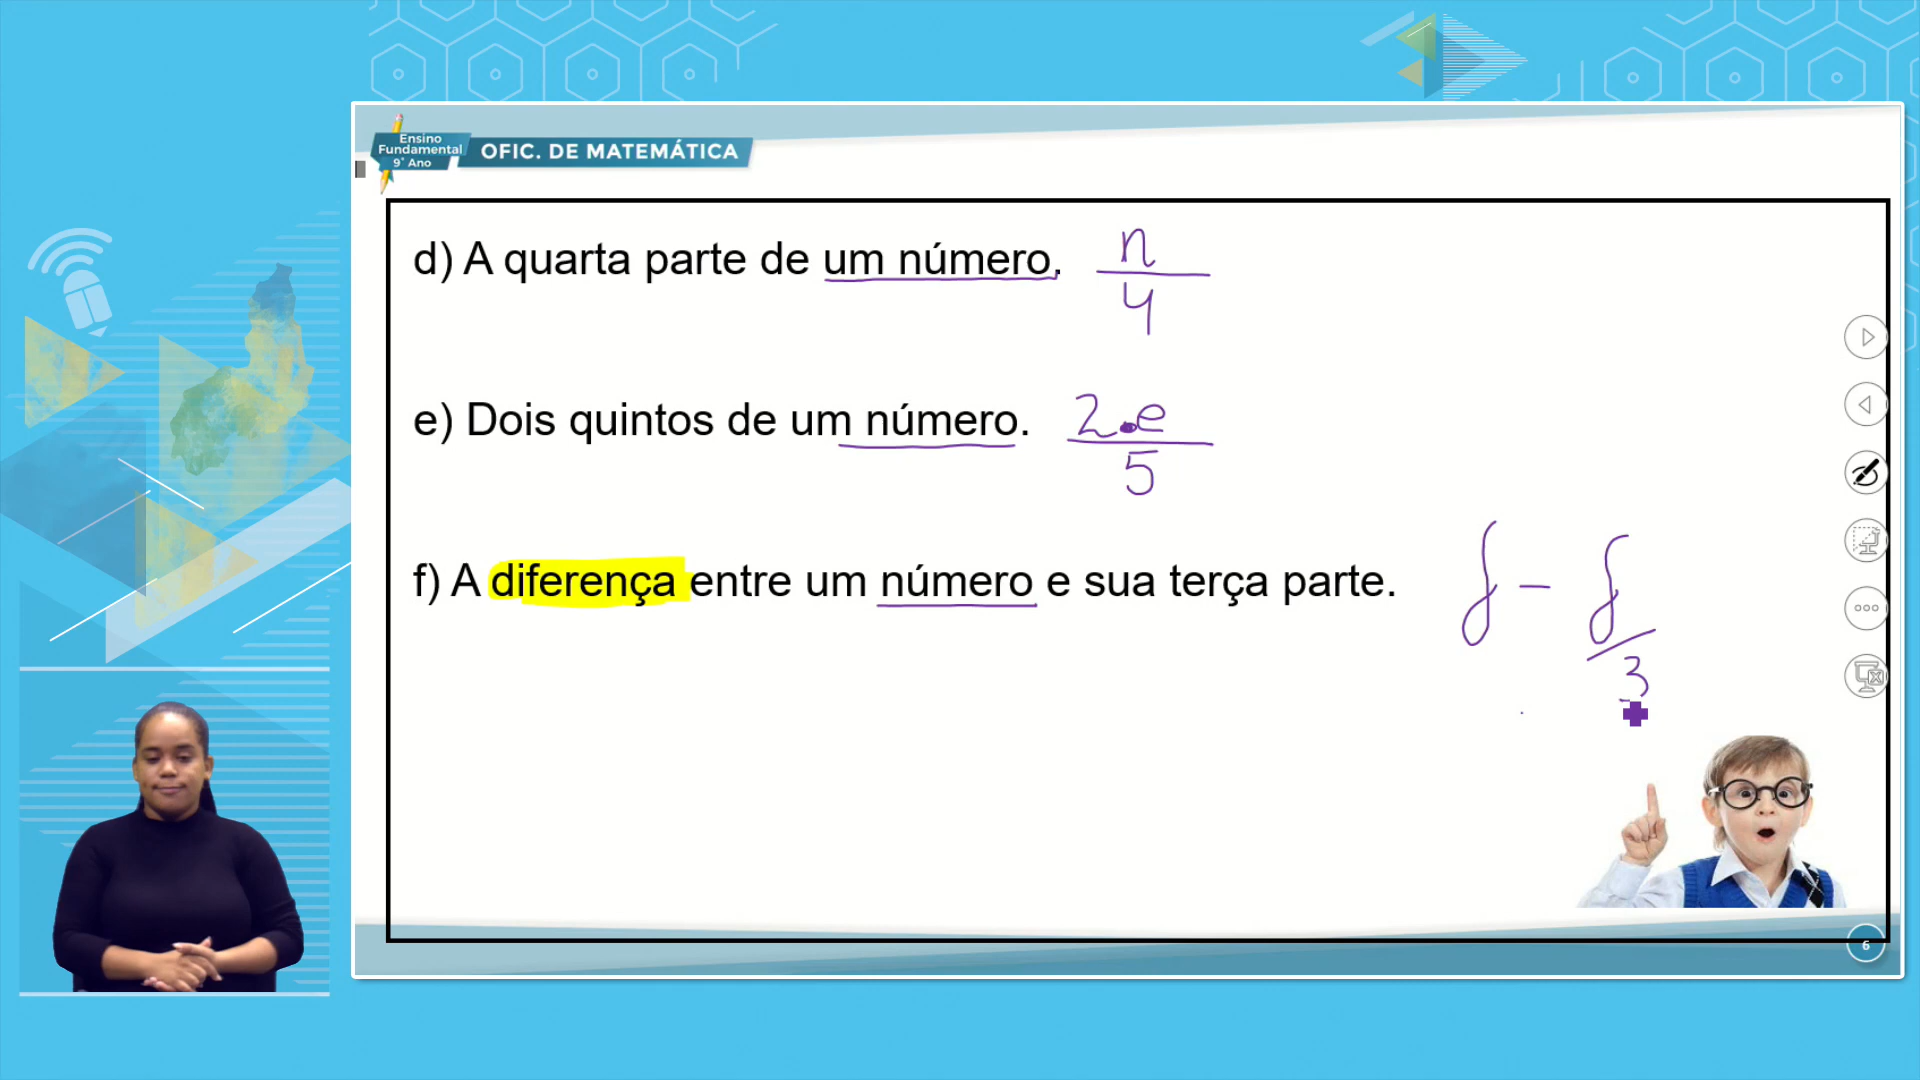 Ensino
Fundamental
9° Ano
OFIC. DE MATEMÁTICA
d) A quarta parte de um número. n/4
e) Dois quintos de um número. 2.e/5
f) A diferença entre um número e sua terça parte. f - f/3
6